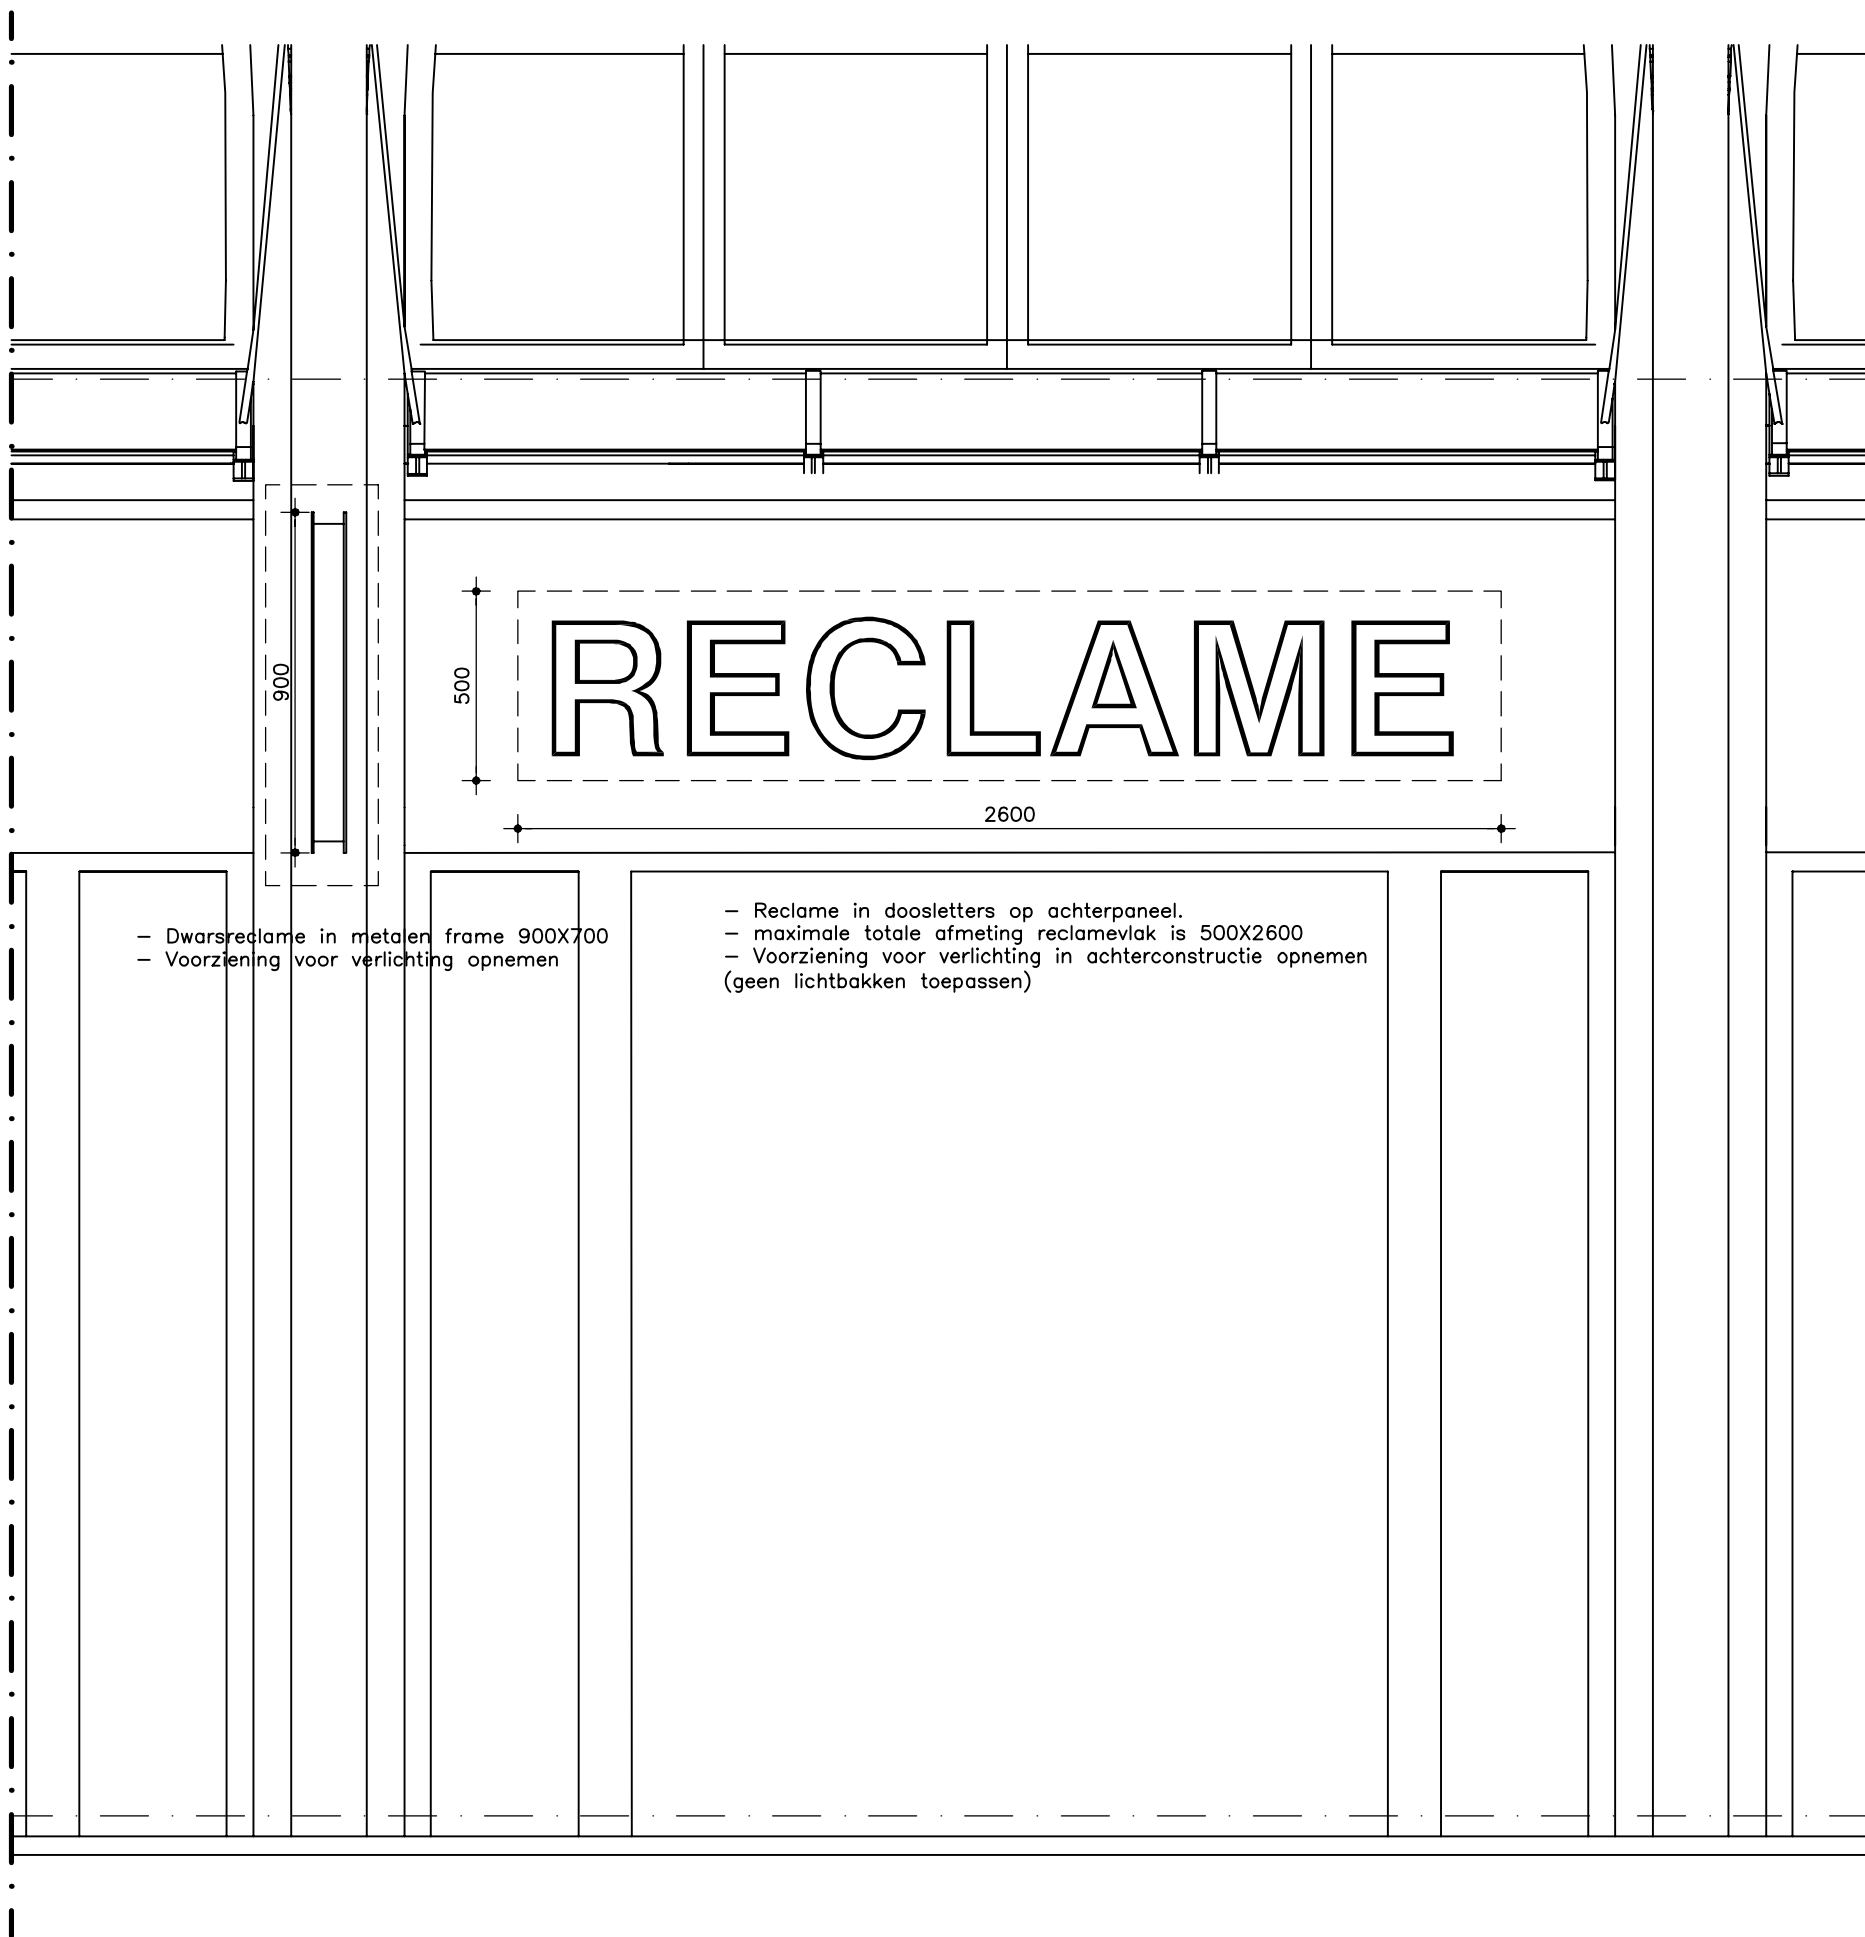 900
500
RECLAME
2600
- Dwarsreclame in metalen frame 900X700
- Voorziening voor verlichting opnemen
- Reclame in doosletters op achterpaneel.
- maximale totale afmeting reclamevlak is 500X2600
- Voorziening voor verlichting in achterconstructie opnemen
(geen lichtbakken toepassen)